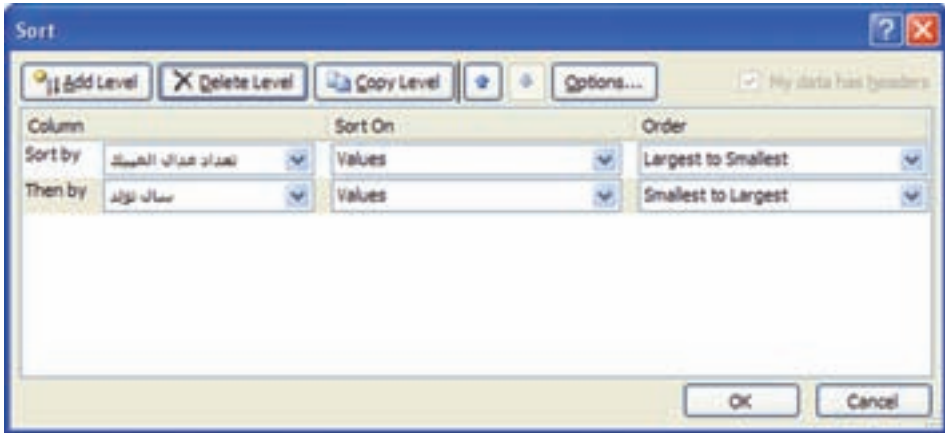 Sort
Add Level Delete Level Copy Level Options... My data has headers
Column Sort On Order
Sort by تعداد مدال المپیک Values Largest to Smallest
Then by سال تولد Values Smallest to Largest
OK Cancel